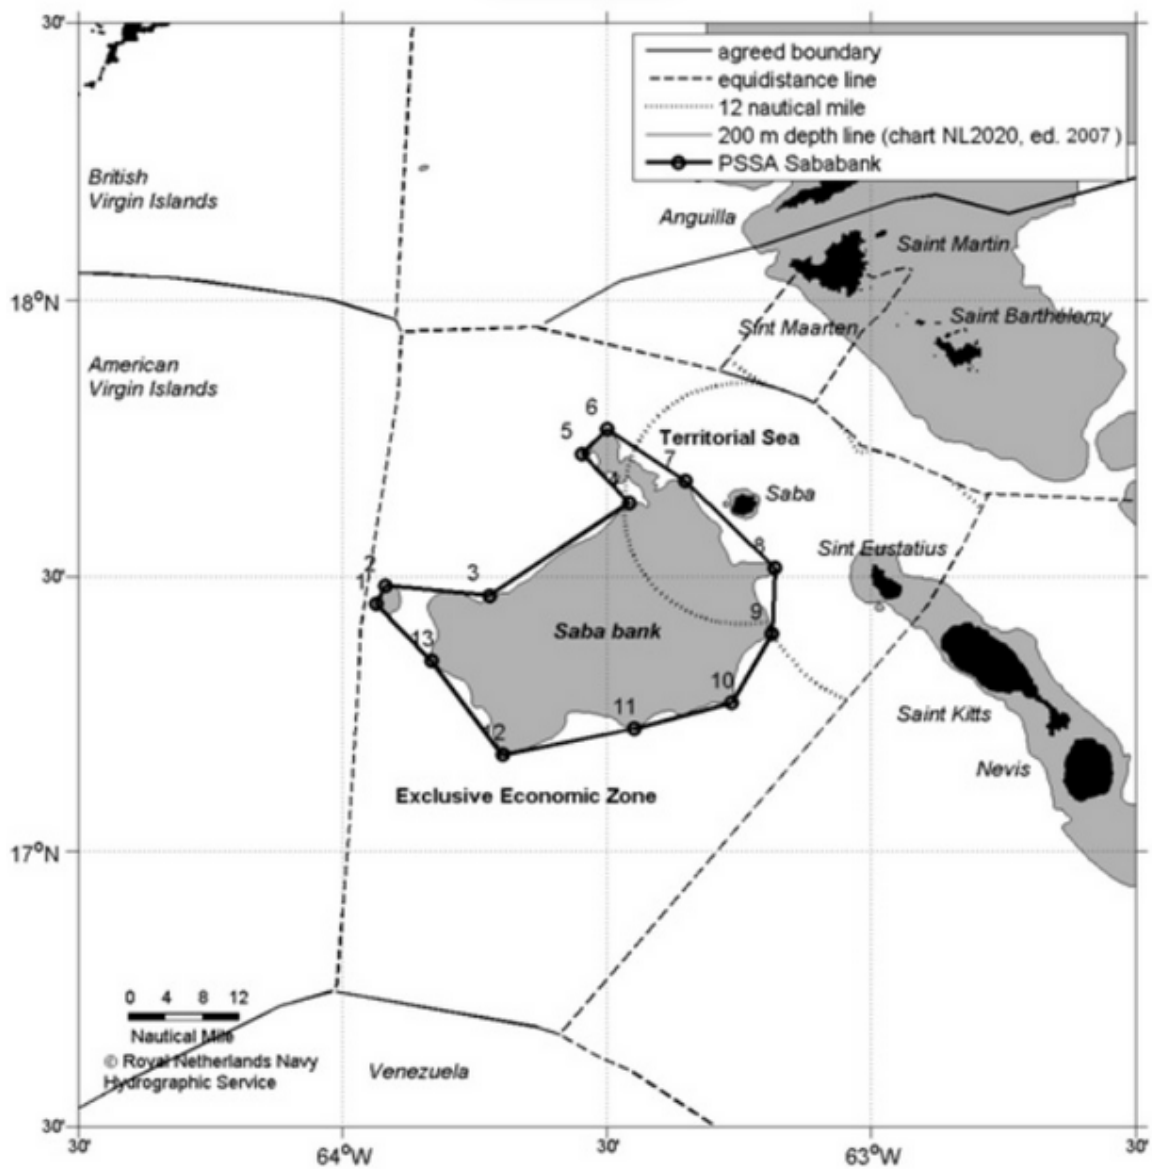 30'
agreed boundary
equidistance line
12 nautical mile
200 m depth line (chart NL2020, ed. 2007 )
PSSA Sababank
British
Virgin Islands
Anguilla
Saint Martin
18°N
Sint Maarten
Saint Barthélemy
American
Virgin Islands
6
5
Territorial Sea
7
4
Saba
8
Sint Eustatius
30'
2
1
3
9
Saba bank
13
10
11
12
Saint Kitts
Nevis
Exclusive Economic Zone
17°N
0 4 8 12
Nautical Mile
© Royal Netherlands Navy
Hydrographic Service
Venezuela
30'
30' 64°W 30' 63°W 30'